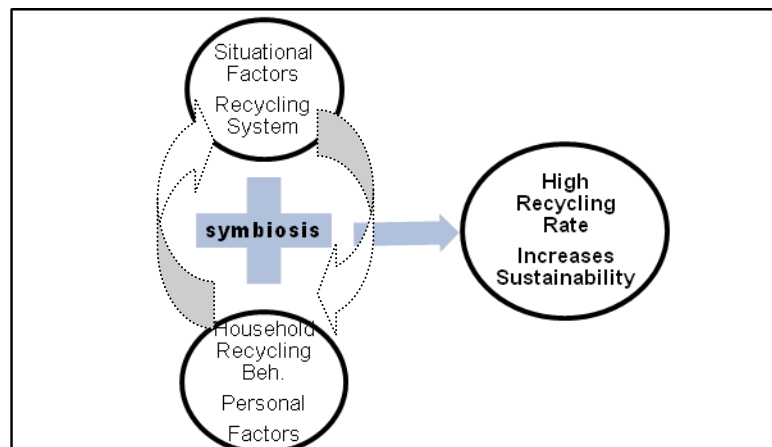 Situational
Factors
Recycling
System
symbiosis
High
Recycling
Rate
Increases
Sustainability
Household
Recycling
Beh.
Personal
Factors